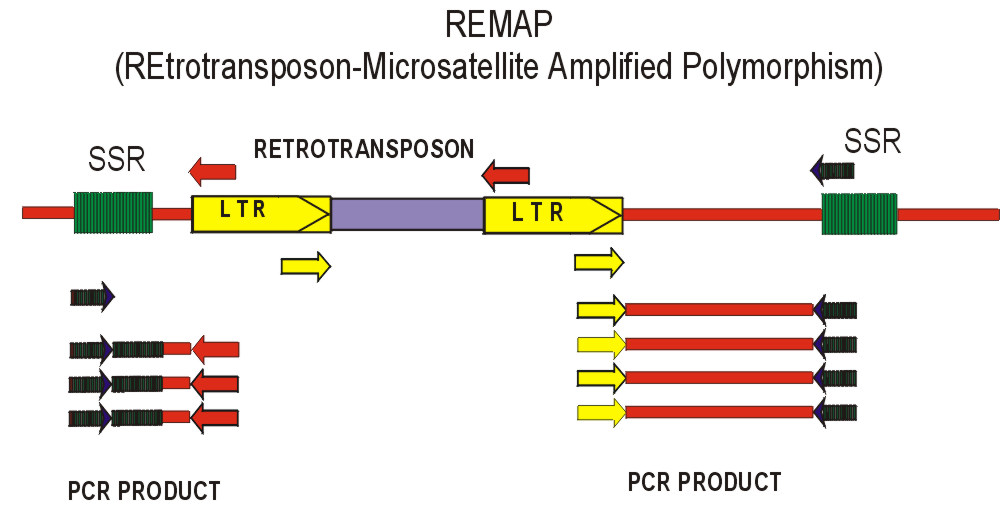 REMAP
(REtrotransposon-Microsatellite Amplified Polymorphism)
SSR
RETROTRANSPOSON
SSR
LTR
LTR
PCR PRODUCT
PCR PRODUCT